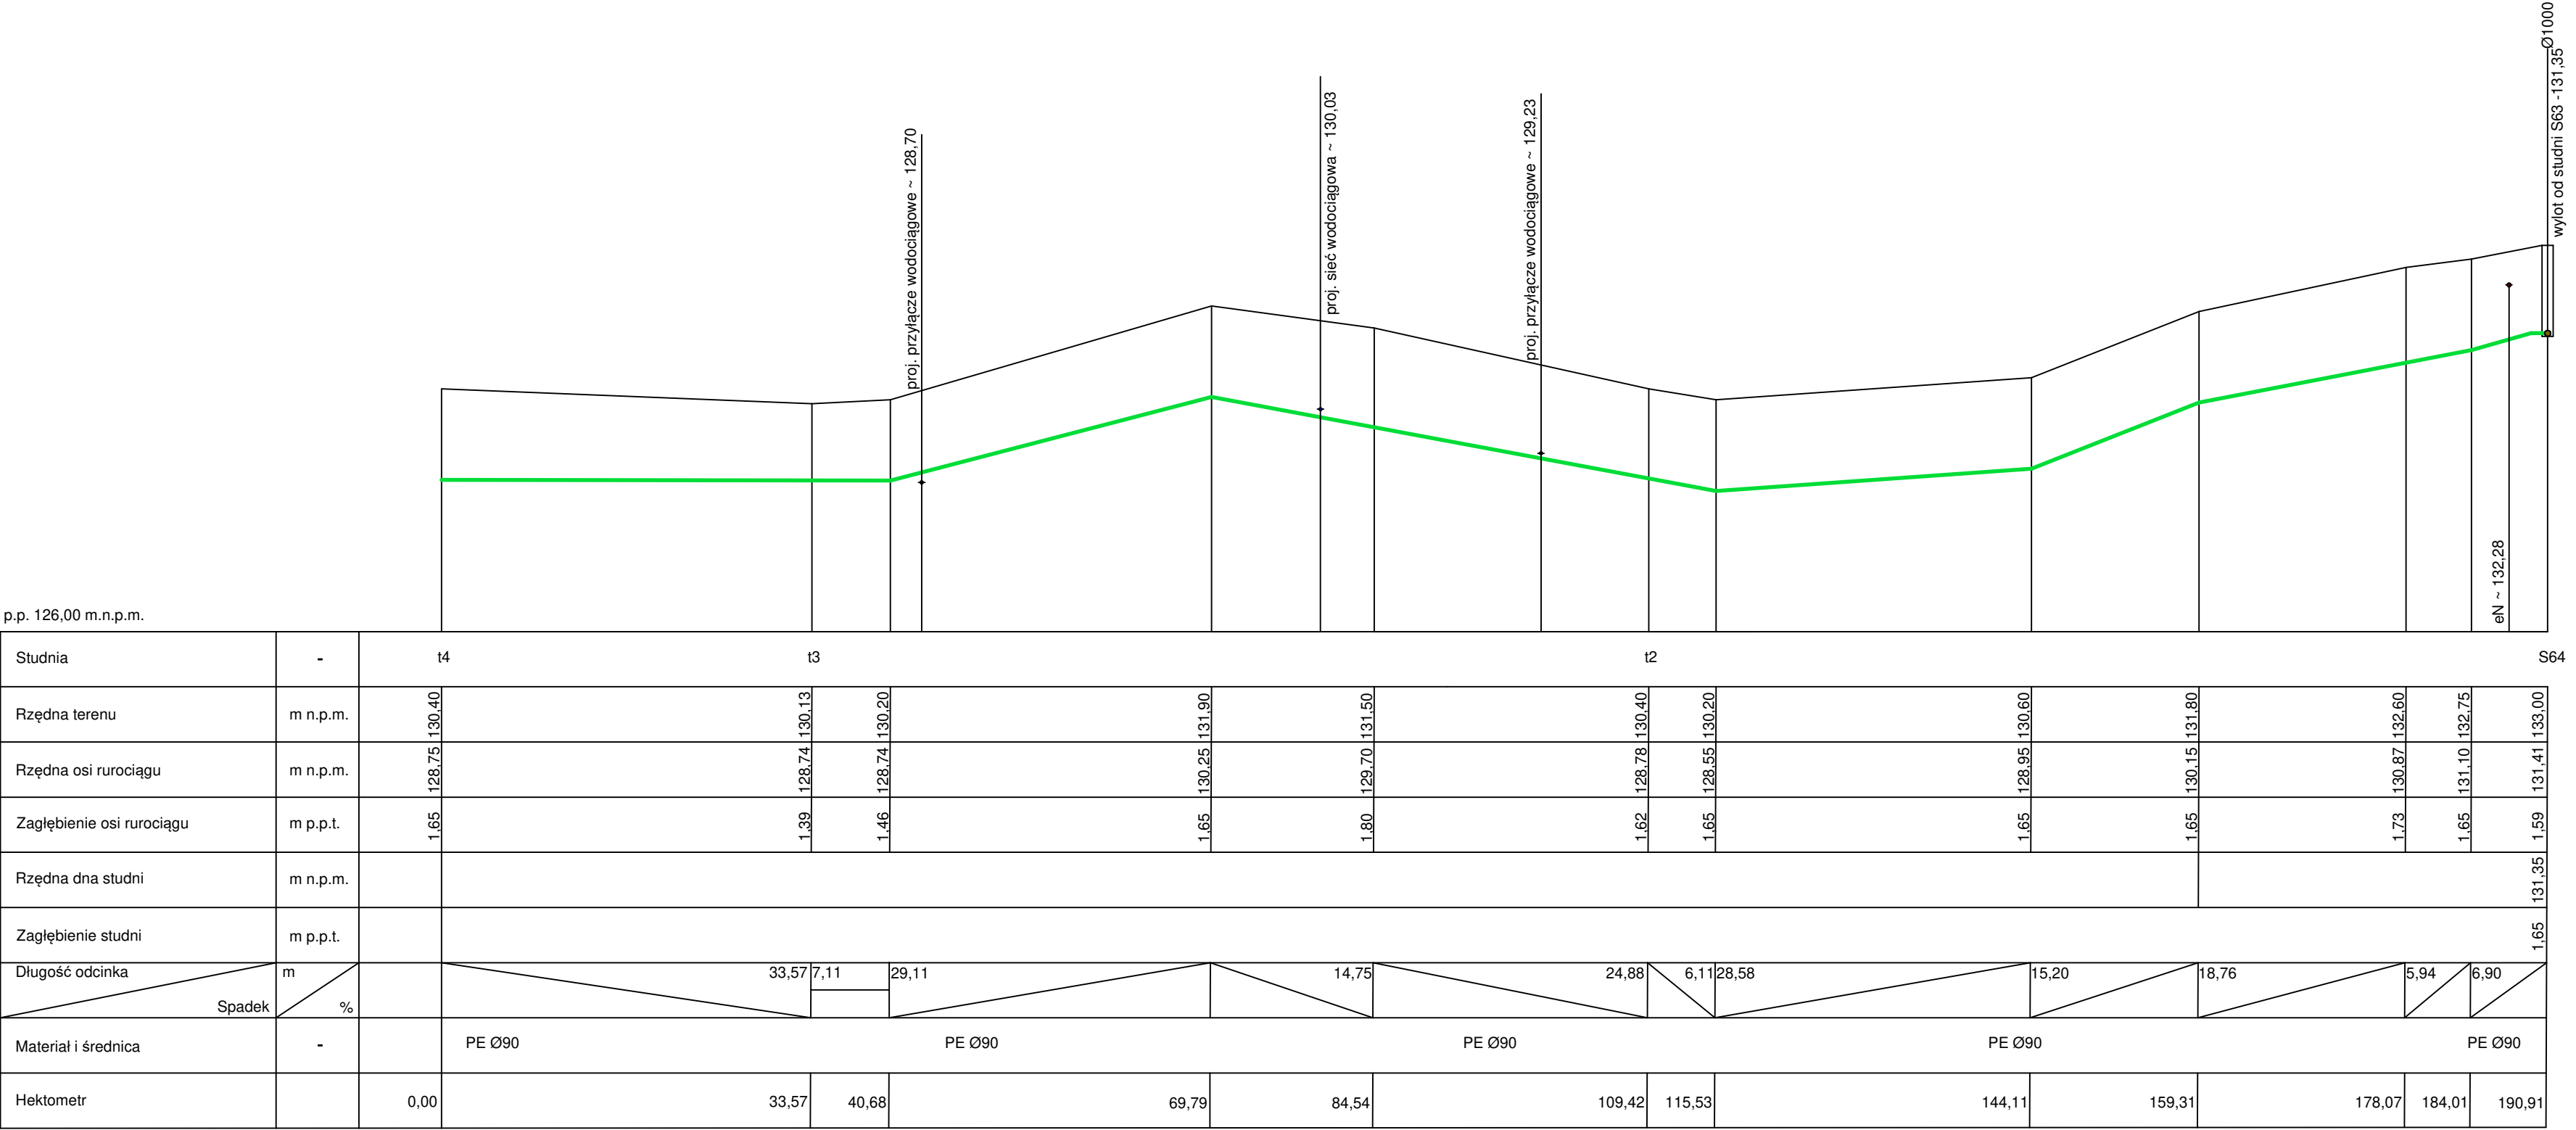 Ø1000
wylot od studni S63 -131,35
proj. przyłącze wodociągowe ~ 128,70
proj. sieć wodociągowa ~ 130,03
proj. przyłącze wodociągowe ~ 129,23
eN ~ 132,28
p.p. 126,00 m.n.p.m.
Studnia - t4 t3 t2 S64
Rzędna terenu m n.p.m. 130,40 130,13 130,20 131,90 131,50 130,40 130,20 130,60 131,80 132,60 132,75 133,00
Rzędna osi rurociągu m n.p.m. 128,75 128,74 128,74 130,25 129,70 128,78 128,55 128,95 130,15 130,87 131,10 131,41
Zagłębienie osi rurociągu m p.p.t. 1,65 1,39 1,46 1,65 1,80 1,62 1,65 1,65 1,65 1,73 1,65 1,59
Rzędna dna studni m n.p.m. 131,35
Zagłębienie studni m p.p.t. 1,65
Długość odcinka m 33,57 7,11 29,11 14,75 24,88 6,11 28,58 15,20 18,76 5,94 6,90
Spadek %
Materiał i średnica - PE Ø90 PE Ø90 PE Ø90 PE Ø90 PE Ø90
Hektometr 0,00 33,57 40,68 69,79 84,54 109,42 115,53 144,11 159,31 178,07 184,01 190,91